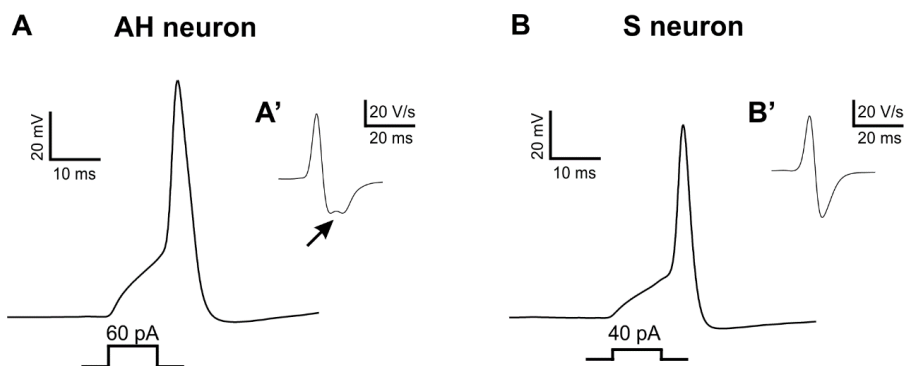 A
AH neuron
20 mV
10 ms
A’
20 V/s
20 ms
60 pA
B
S neuron
20 mV
10 ms
B’
20 V/s
20 ms
40 pA